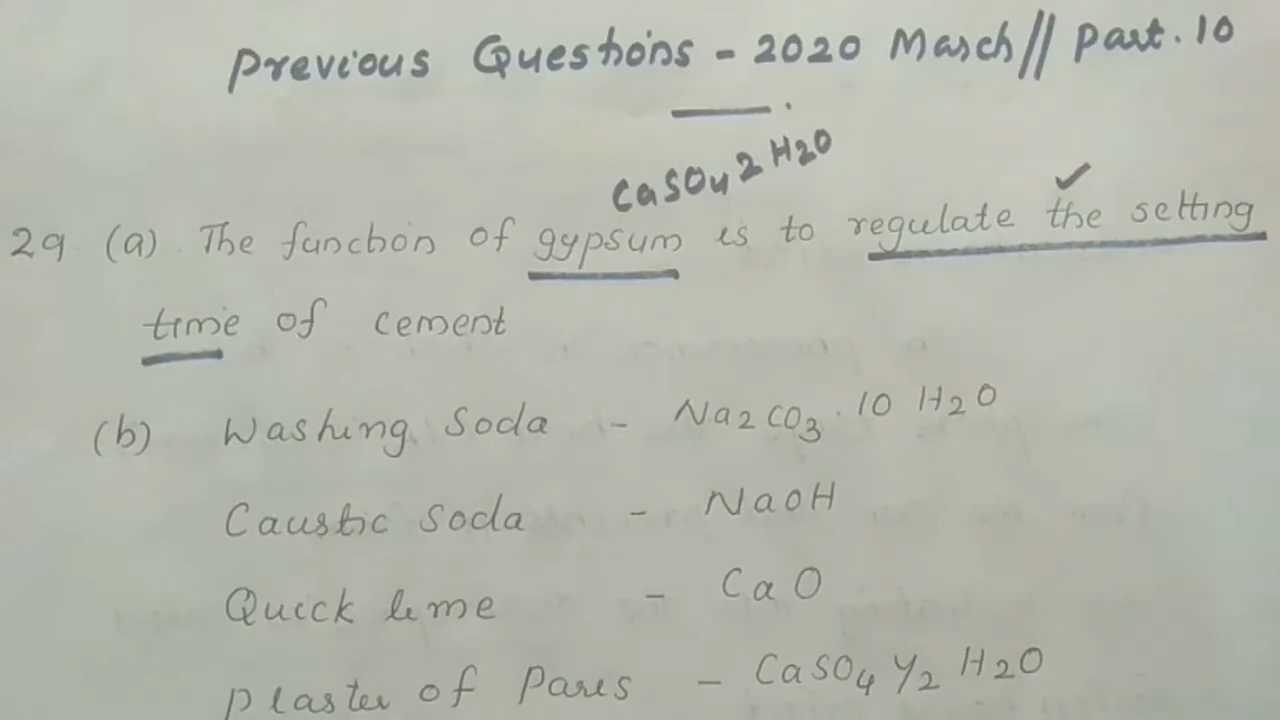 Previous Questions - 2020 March // Part. 10
CaSO4 2 H2O
29 (a). The function of gypsum is to regulate the setting
time of cement
(b) Washing Soda - Na2CO3 . 10 H2O
Caustic Soda - NaOH
Quick lime - CaO
Plaster of Paris - CaSO4 1/2 H2O